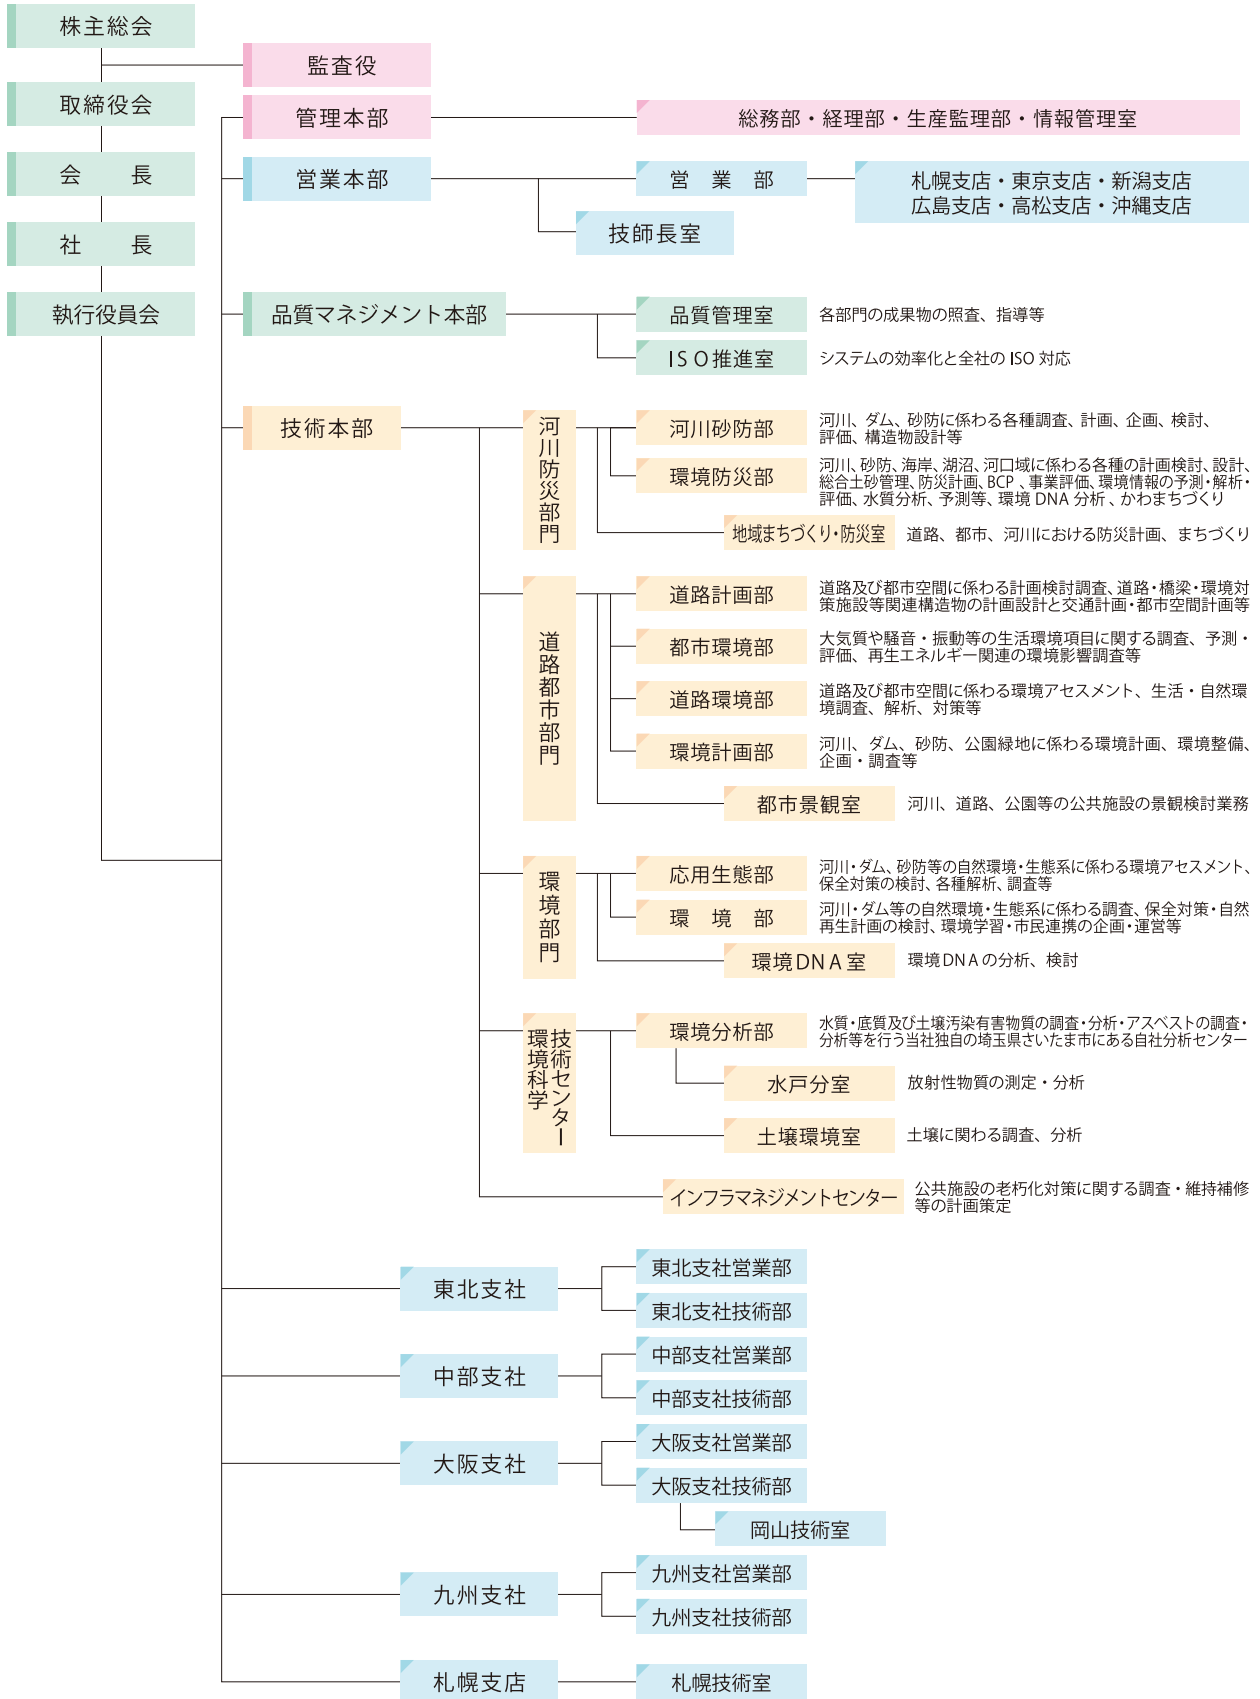 株主総会
監査役
取締役会
管理本部
総務部・経理部・生産監理部・情報管理室
会　長
営業本部
営　業　部
札幌支店・東京支店・新潟支店
広島支店・高松支店・沖縄支店
技師長室
社　長
執行役員会
品質マネジメント本部
品質管理室
各部門の成果物の照査、指導等
ISO推進室
システムの効率化と全社の ISO 対応
技術本部
河川防災部門
河川砂防部
河川、ダム、砂防に係わる各種調査、計画、企画、検討、
評価、構造物設計等
環境防災部
河川、砂防、海岸、湖沼、河口域に係わる各種の計画検討、設計、
総合土砂管理、防災計画、BCP 、事業評価、環境情報の予測・解析・
評価、水質分析、予測等、環境 DNA 分析 、かわまちづくり
地域まちづくり・防災室
道路、都市、河川における防災計画、まちづくり
道路都市部門
道路計画部
道路及び都市空間に係わる計画検討調査、道路・橋梁・環境対
策施設等関連構造物の計画設計と交通計画・都市空間計画等
都市環境部
大気質や騒音・振動等の生活環境項目に関する調査、予測・
評価、再生エネルギー関連の環境影響調査等
道路環境部
道路及び都市空間に係わる環境アセスメント、生活・自然環
境調査、解析、対策等
環境計画部
河川、ダム、砂防、公園緑地に係わる環境計画、環境整備、
企画・調査等
都市景観室
河川、道路、公園等の公共施設の景観検討業務
環境部門
応用生態部
河川・ダム、砂防等の自然環境・生態系に係わる環境アセスメント、
保全対策の検討、各種解析、調査等
環　境　部
河川・ダム等の自然環境・生態系に係わる調査、保全対策・自然
再生計画の検討、環境学習・市民連携の企画・運営等
環境DNA室
環境DNAの分析、検討
環境科学
技術センター
環境分析部
水質・底質及び土壌汚染有害物質の調査・分析・アスベストの調査・
分析等を行う当社独自の埼玉県さいたま市にある自社分析センター
水戸分室
放射性物質の測定・分析
土壌環境室
土壌に関わる調査、分析
インフラマネジメントセンター
公共施設の老朽化対策に関する調査・維持補修
等の計画策定
東北支社
東北支社営業部
東北支社技術部
中部支社
中部支社営業部
中部支社技術部
大阪支社
大阪支社営業部
大阪支社技術部
岡山技術室
九州支社
九州支社営業部
九州支社技術部
札幌支店
札幌技術室